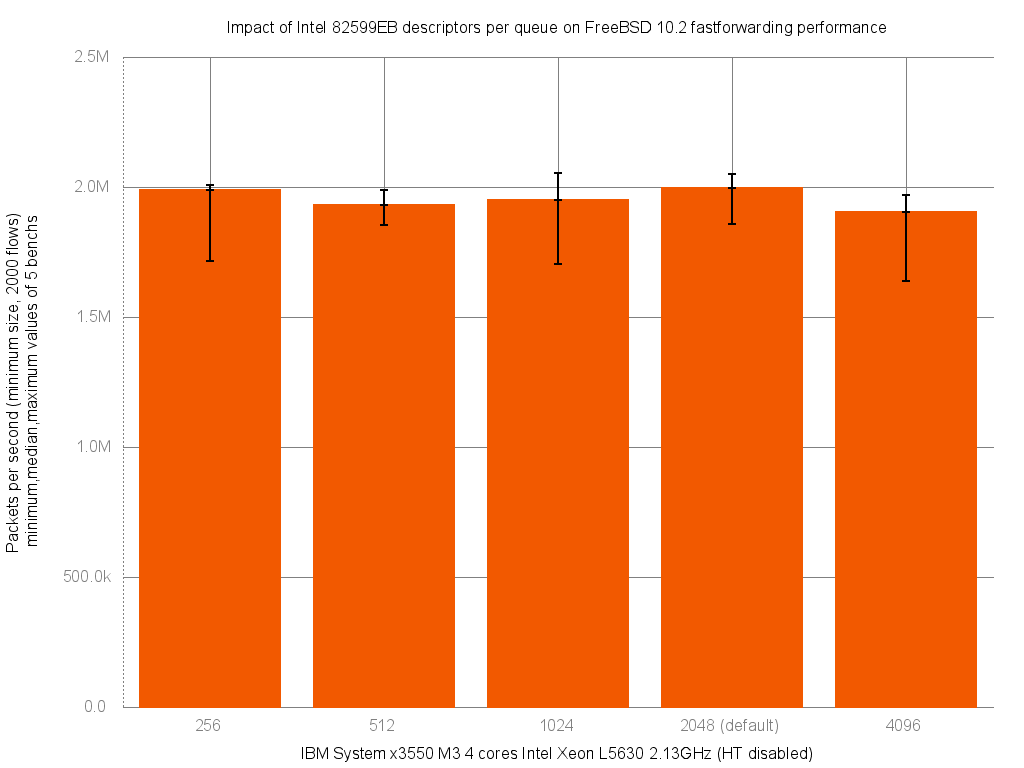 Impact of Intel 82599EB descriptors per queue on FreeBSD 10.2 fastforwarding performance
2.5M
2.0M
1.5M
1.0M
500.0k
0.0
Packets per second (minimum size, 2000 flows)
minimum,median,maximum values of 5 benchs
256
512
1024
2048 (default)
4096
IBM System x3550 M3 4 cores Intel Xeon L5630 2.13GHz (HT disabled)